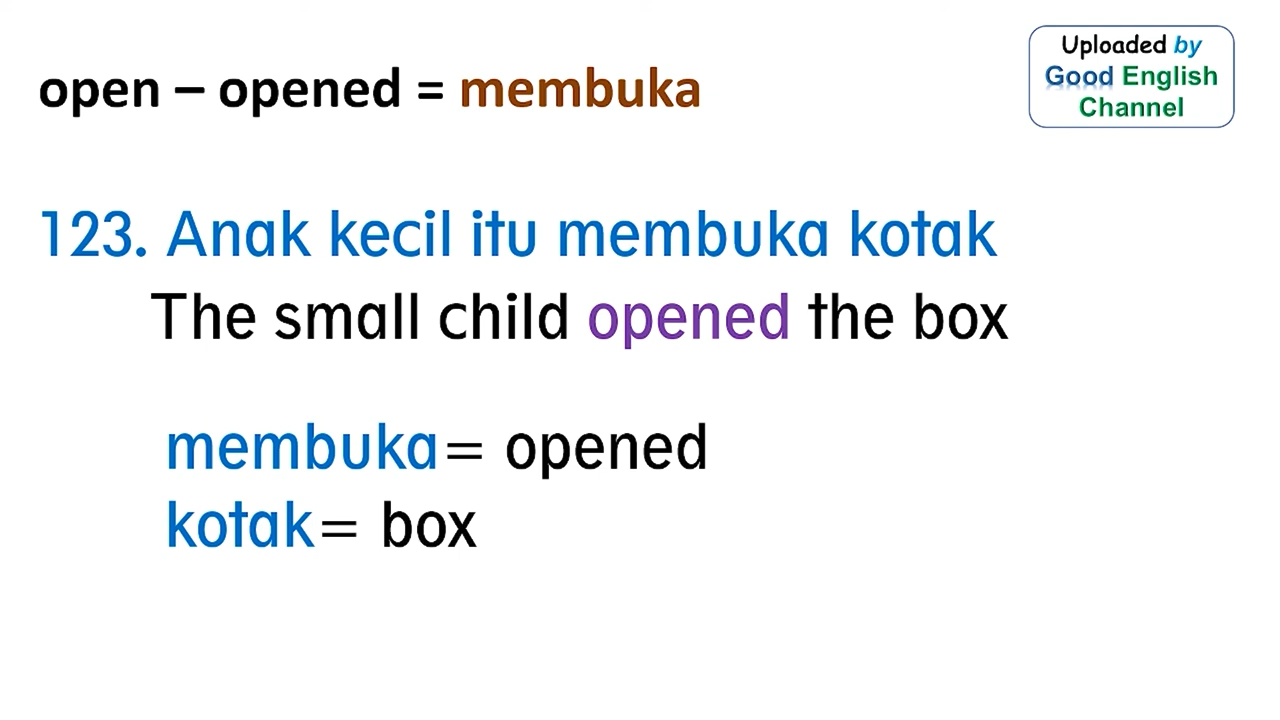 open – opened = membuka
Uploaded by
Good English
Channel
123. Anak kecil itu membuka kotak
The small child opened the box
membuka= opened
kotak= box